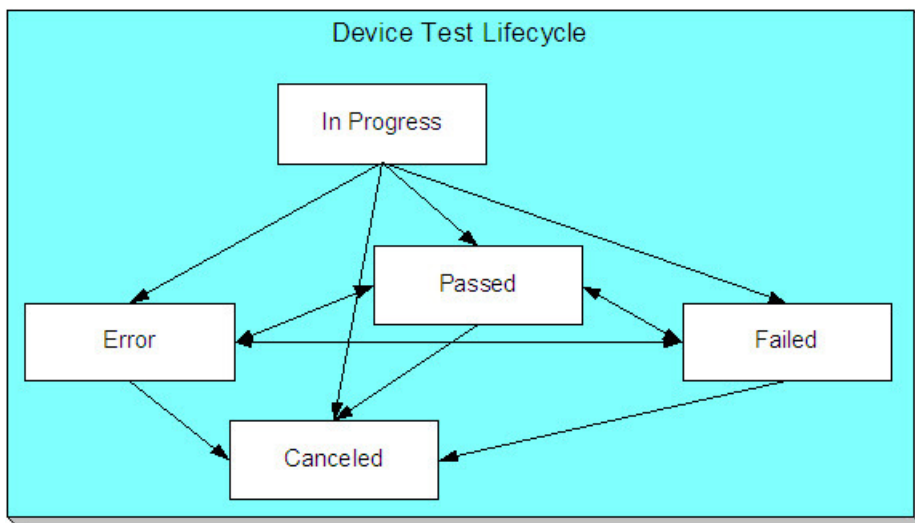 Device Test Lifecycle
In Progress
Passed
Error
Failed
Canceled